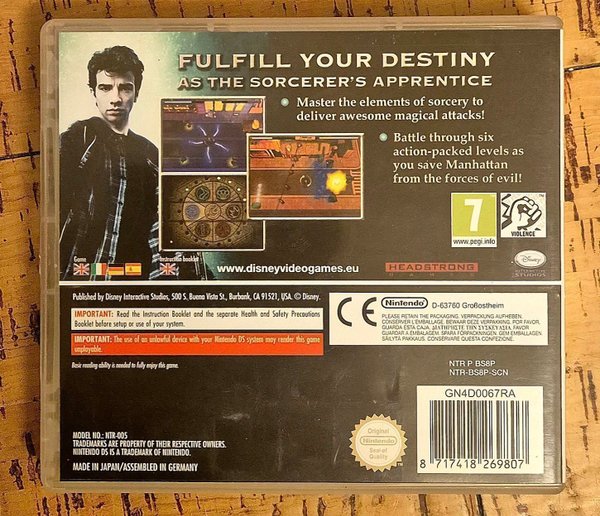 FULFILL YOUR DESTINY
AS THE SORCERER'S APPRENTICE
Master the elements of sorcery to
deliver awesome magical attacks!
Battle through six
action-packed levels as
you save Manhattan
from the forces of evil!
7
www.pegi.info
VIOLENCE
Game
Instruction booklet
www.disneyvideogames.eu
HEADSTRONG
GAMES
Disney
INTERACTIVE
STUDIOS
Published by Disney Interactive Studios, 500 S. Buena Vista St., Burbank, CA 91521, USA. © Disney.
IMPORTANT: Read the Instruction Booklet and the separate Health and Safety Precautions
Booklet before setup or use of your system.
IMPORTANT: The use of an unlawful device with your Nintendo DS system may render this game
unplayable.
Basic reading ability is needed to fully enjoy this game.
CE
Nintendo
D-63760 Großostheim
PLEASE RETAIN THE PACKAGING. VERPACKUNG AUFHEBEN.
CONSERVER L'EMBALLAGE. BEWAAR DEZE VERPAKKING. POR FAVOR,
GUARDA ESTA CAJA. ΔΙΑΤΗΡΗΣΤΕ ΤΗΝ ΣΥΣΚΕΥΑΣΙΑ. FAVOR
GUARDAR A EMBALAGEM. SPARA FÖRPACKNINGEN. GEM EMBALLAGEN
SÄILYTÄ PAKKAUS. CONSERVARE QUESTA CONFEZIONE.
NTR P BS8P
NTR-BS8P-SCN
GN4D0067RA
Original
Nintendo
Seal of
Quality
8 717418 269807
MODEL NO.: NTR-005
TRADEMARKS ARE PROPERTY OF THEIR RESPECTIVE OWNERS.
NINTENDO DS IS A TRADEMARK OF NINTENDO.
MADE IN JAPAN/ASSEMBLED IN GERMANY